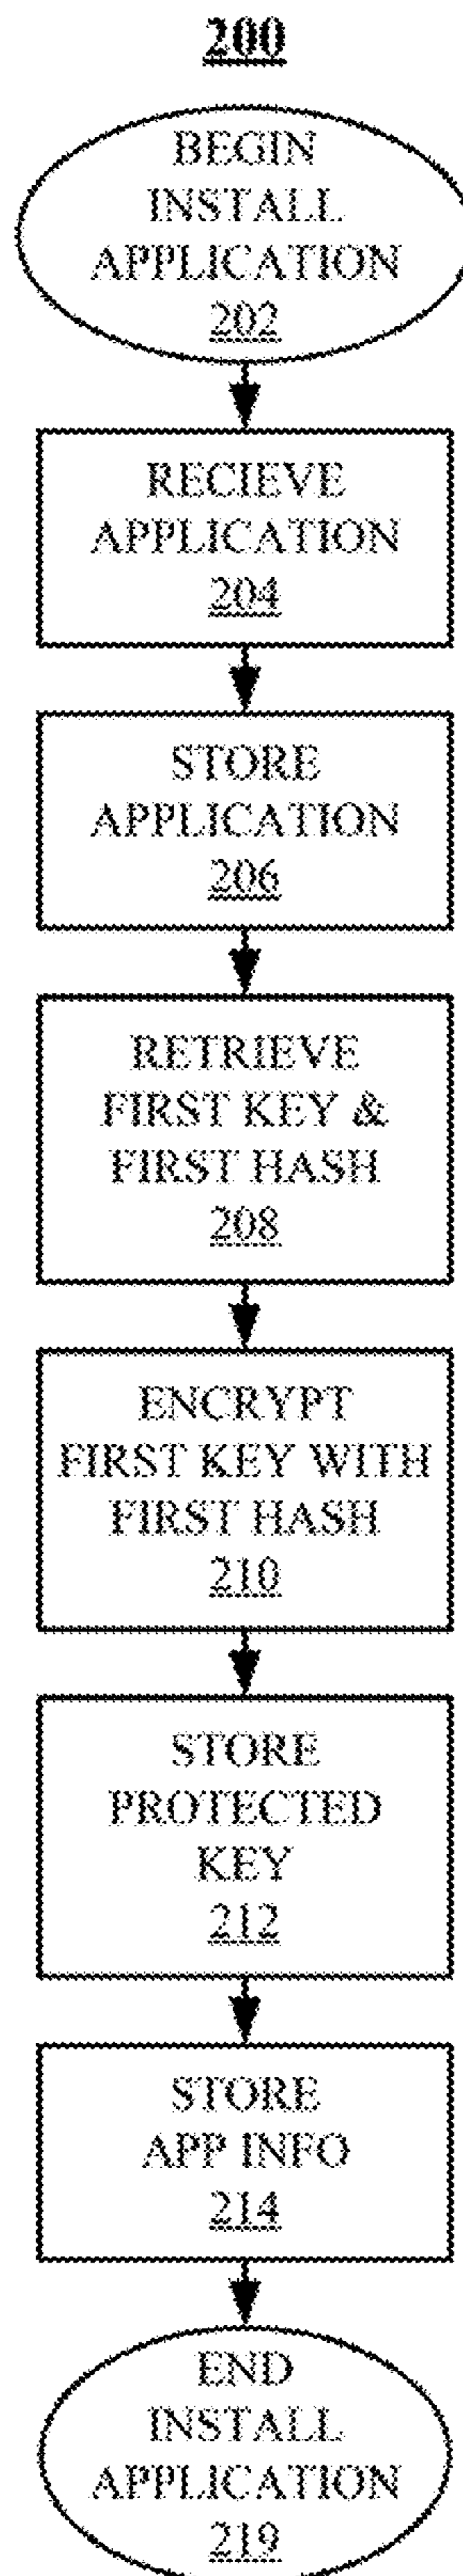 200
BEGIN
INSTALL
APPLICATION
202
RECIEVE
APPLICATION
204
STORE
APPLICATION
206
RETRIEVE
FIRST KEY &
FIRST HASH
208
ENCRYPT
FIRST KEY WITH
FIRST HASH
210
STORE
PROTECTED
KEY
212
STORE
APP INFO
214
END
INSTALL
APPLICATION
219